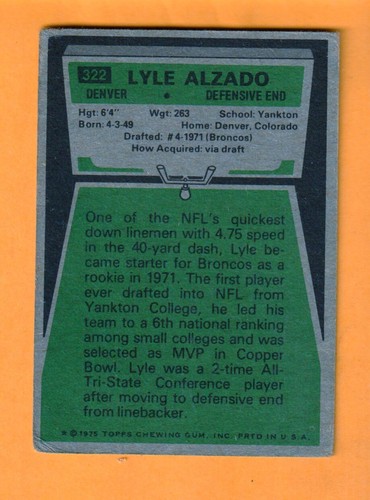 322 LYLE ALZADO
DENVER • DEFENSIVE END
Hgt: 6'4" Wgt: 263 School: Yankton
Born: 4-3-49 Home: Denver, Colorado
Drafted: #4-1971 (Broncos)
How Acquired: via draft
One of the NFL's quickest
down linemen with 4.75 speed
in the 40-yard dash, Lyle be-
came starter for Broncos as a
rookie in 1971. The first player
ever drafted into NFL from
Yankton College, he led his
team to a 6th national ranking
among small colleges and was
selected as MVP in Copper
Bowl. Lyle was a 2-time All-
Tri-State Conference player
after moving to defensive end
from linebacker.
* © 1975 TOPPS CHEWING GUM, INC. PRTD IN U.S.A.